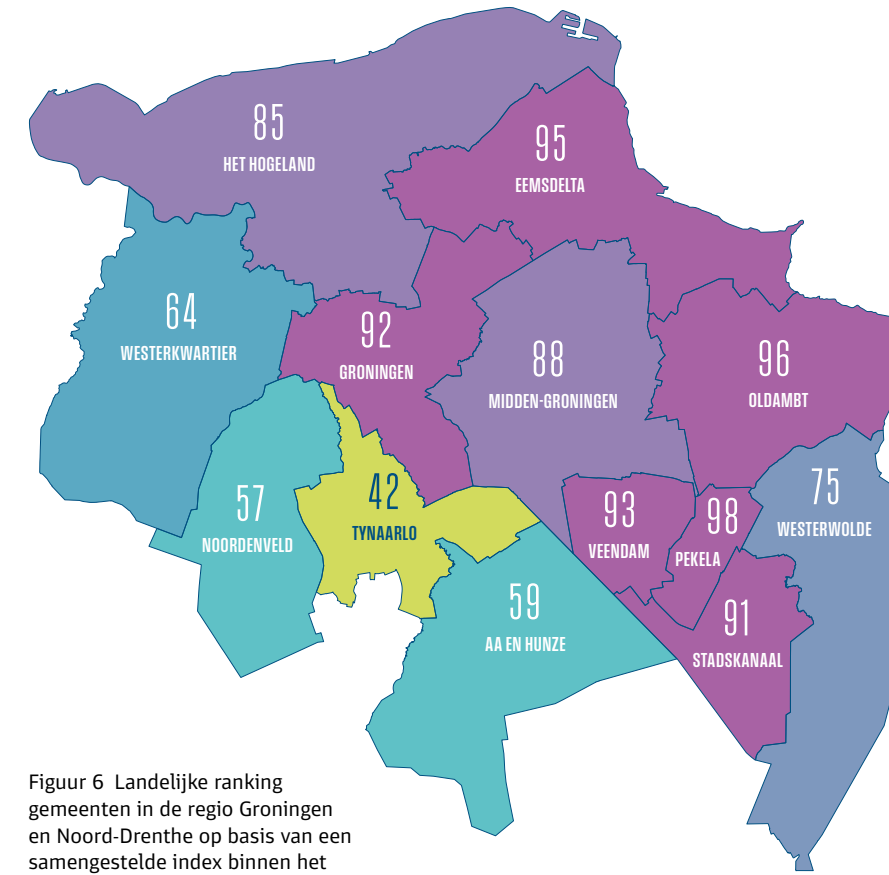 85
HET HOGELAND
95
EEMSDELTA
64
WESTERKWARTIER
92
GRONINGEN
88
MIDDEN-GRONINGEN
96
OLDAMBT
57
NOORDENVELD
42
TYNAARLO
93
VEENDAM
98
PEKELA
75
WESTERWOLDE
59
AA EN HUNZE
91
STADSKANAAL
Figuur 6 Landelijke ranking
gemeenten in de regio Groningen
en Noord-Drenthe op basis van een
samengestelde index binnen het